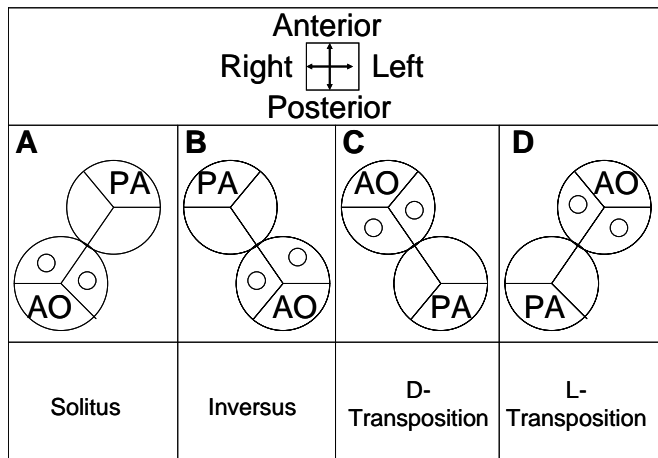 Anterior
Right Left
Posterior
A B C D
PA PA AO AO
AO AO PA PA
Solitus Inversus D- L-
Transposition Transposition